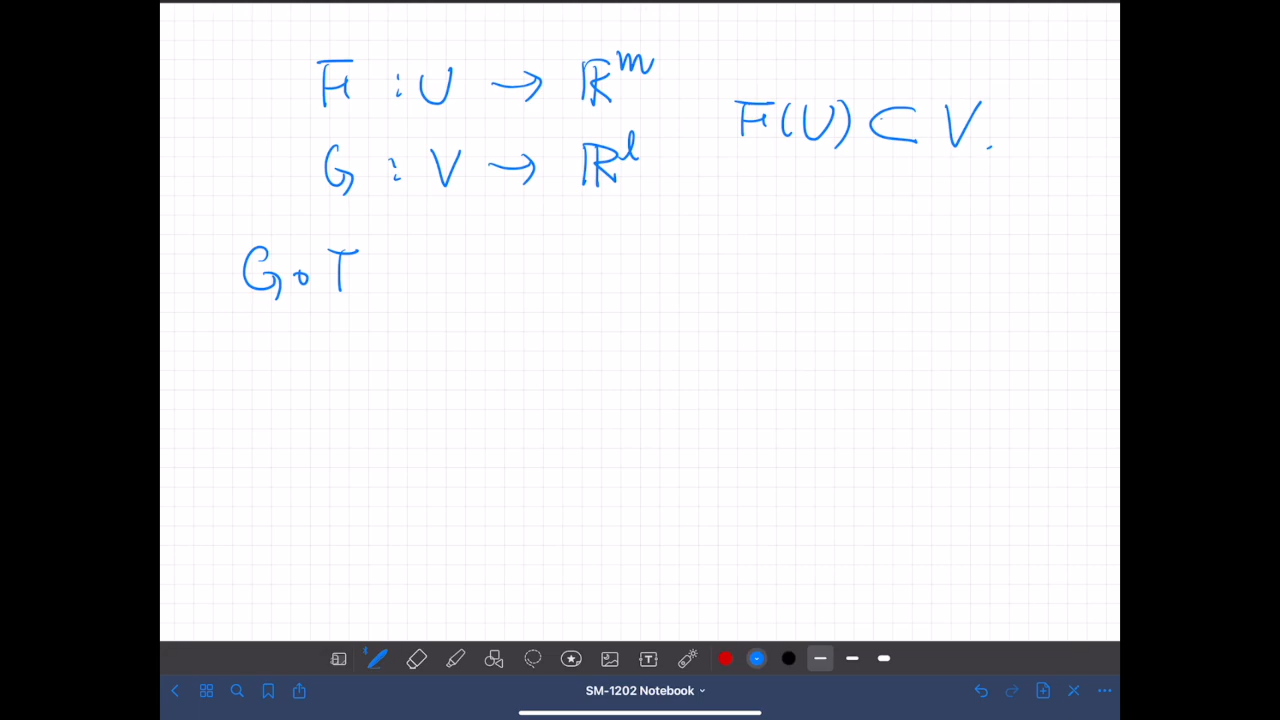 F : U → ℝ^m
F(U) ⊂ V.
G : V → ℝ^l
G ∘ T
SM-1202 Notebook